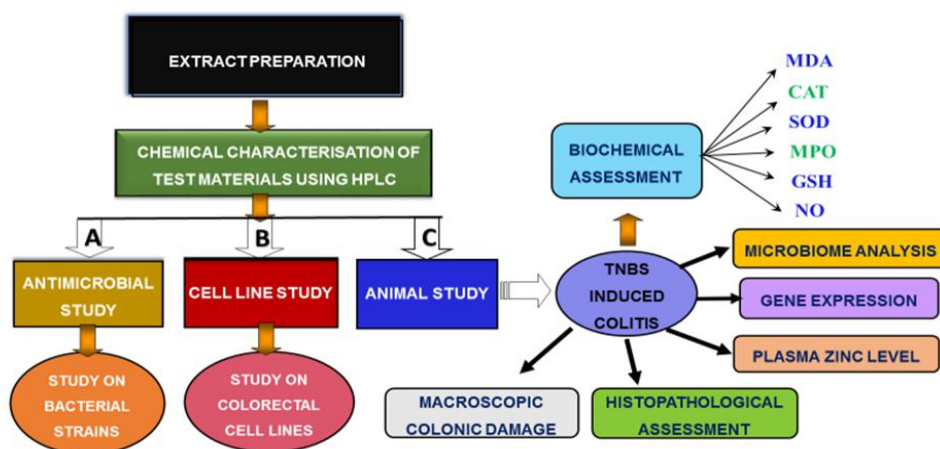 EXTRACT PREPARATION
CHEMICAL CHARACTERISATION OF
TEST MATERIALS USING HPLC
A
B
C
ANTIMICROBIAL
STUDY
CELL LINE STUDY
ANIMAL STUDY
STUDY ON
BACTERIAL
STRAINS
STUDY ON
COLORECTAL
CELL LINES
TNBS
INDUCED
COLITIS
BIOCHEMICAL
ASSESSMENT
MDA
CAT
SOD
MPO
GSH
NO
MICROBIOME ANALYSIS
GENE EXPRESSION
PLASMA ZINC LEVEL
MACROSCOPIC
COLONIC DAMAGE
HISTOPATHOLOGICAL
ASSESSMENT